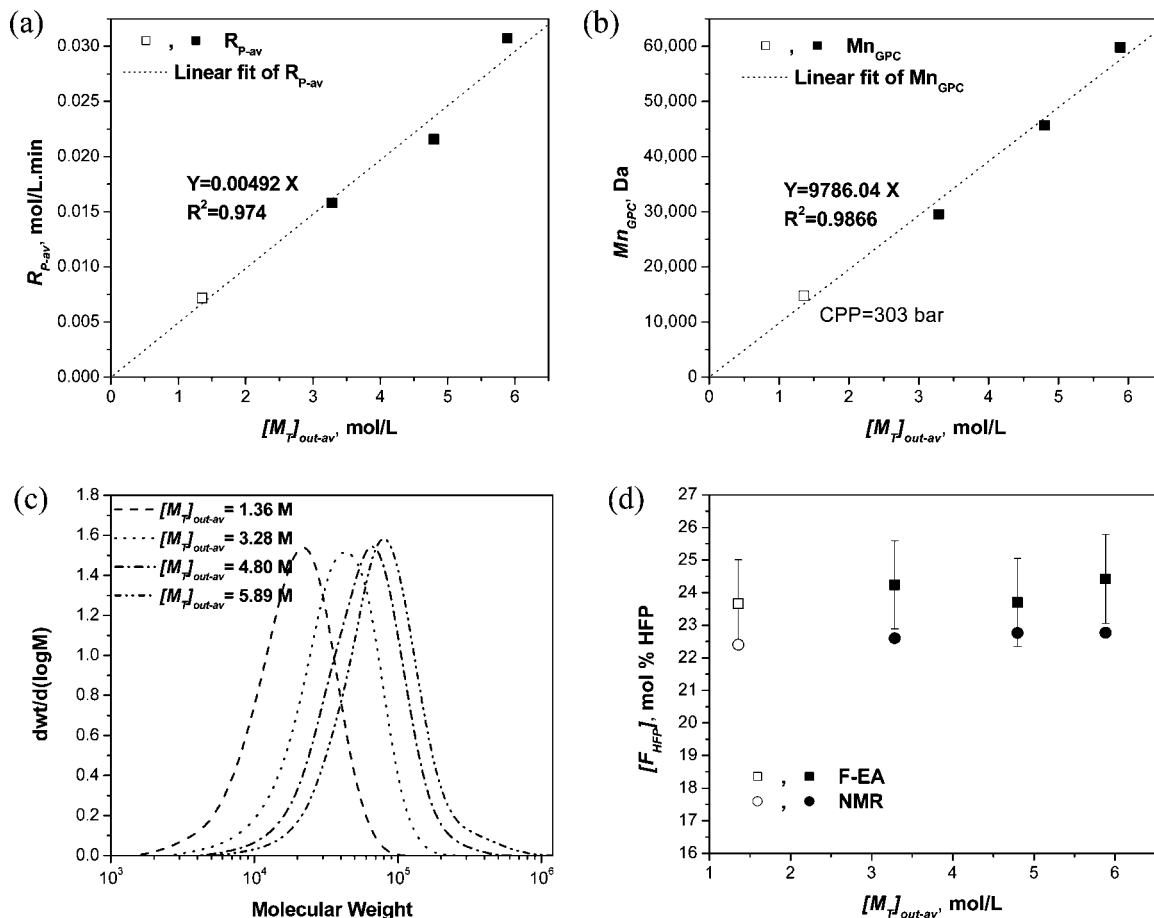 (a)
□ , ■ R_P-av
Linear fit of R_P-av
Y=0.00492 X
R²=0.974
0.030
0.025
0.020
0.015
0.010
0.005
0.000
R_P-av, mol/L.min
0 1 2 3 4 5 6
[M_T]_out-av, mol/L
(b)
□ , ■ Mn_GPC
Linear fit of Mn_GPC
Y=9786.04 X
R²=0.9866
CPP=303 bar
60,000
50,000
40,000
30,000
20,000
10,000
0
Mn_GPC, Da
0 1 2 3 4 5 6
[M_T]_out-av, mol/L
(c)
[M_T]_out-av= 1.36 M
[M_T]_out-av= 3.28 M
[M_T]_out-av= 4.80 M
[M_T]_out-av= 5.89 M
1.8
1.6
1.4
1.2
1.0
0.8
0.6
0.4
0.2
0.0
dwt/d(logM)
10³ 10⁴ 10⁵ 10⁶
Molecular Weight
(d)
27
26
25
24
23
22
21
20
19
18
17
16
[F_HFP], mol % HFP
□ , ■ F-EA
○ , ● NMR
1 2 3 4 5 6
[M_T]_out-av, mol/L